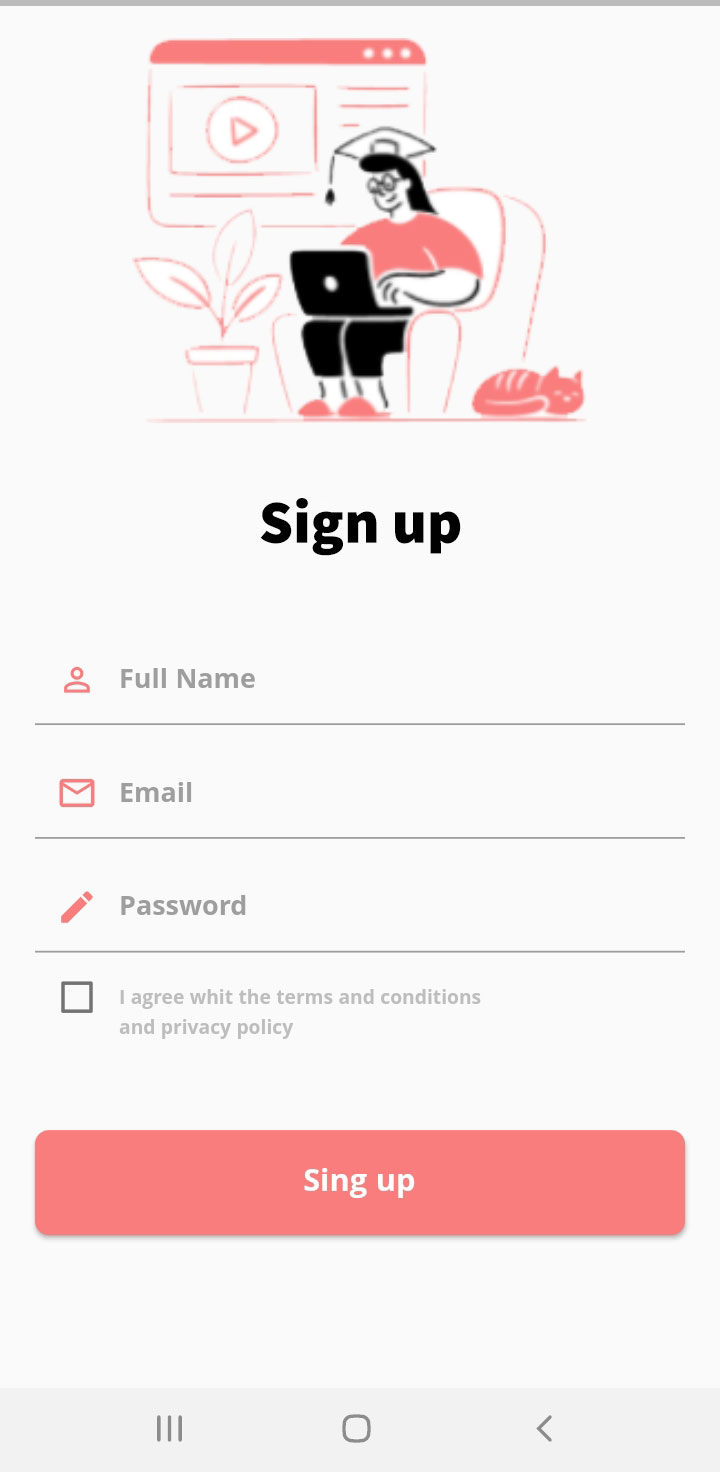 Sign up
Full Name
Email
Password
I agree whit the terms and conditions
and privacy policy
Sing up